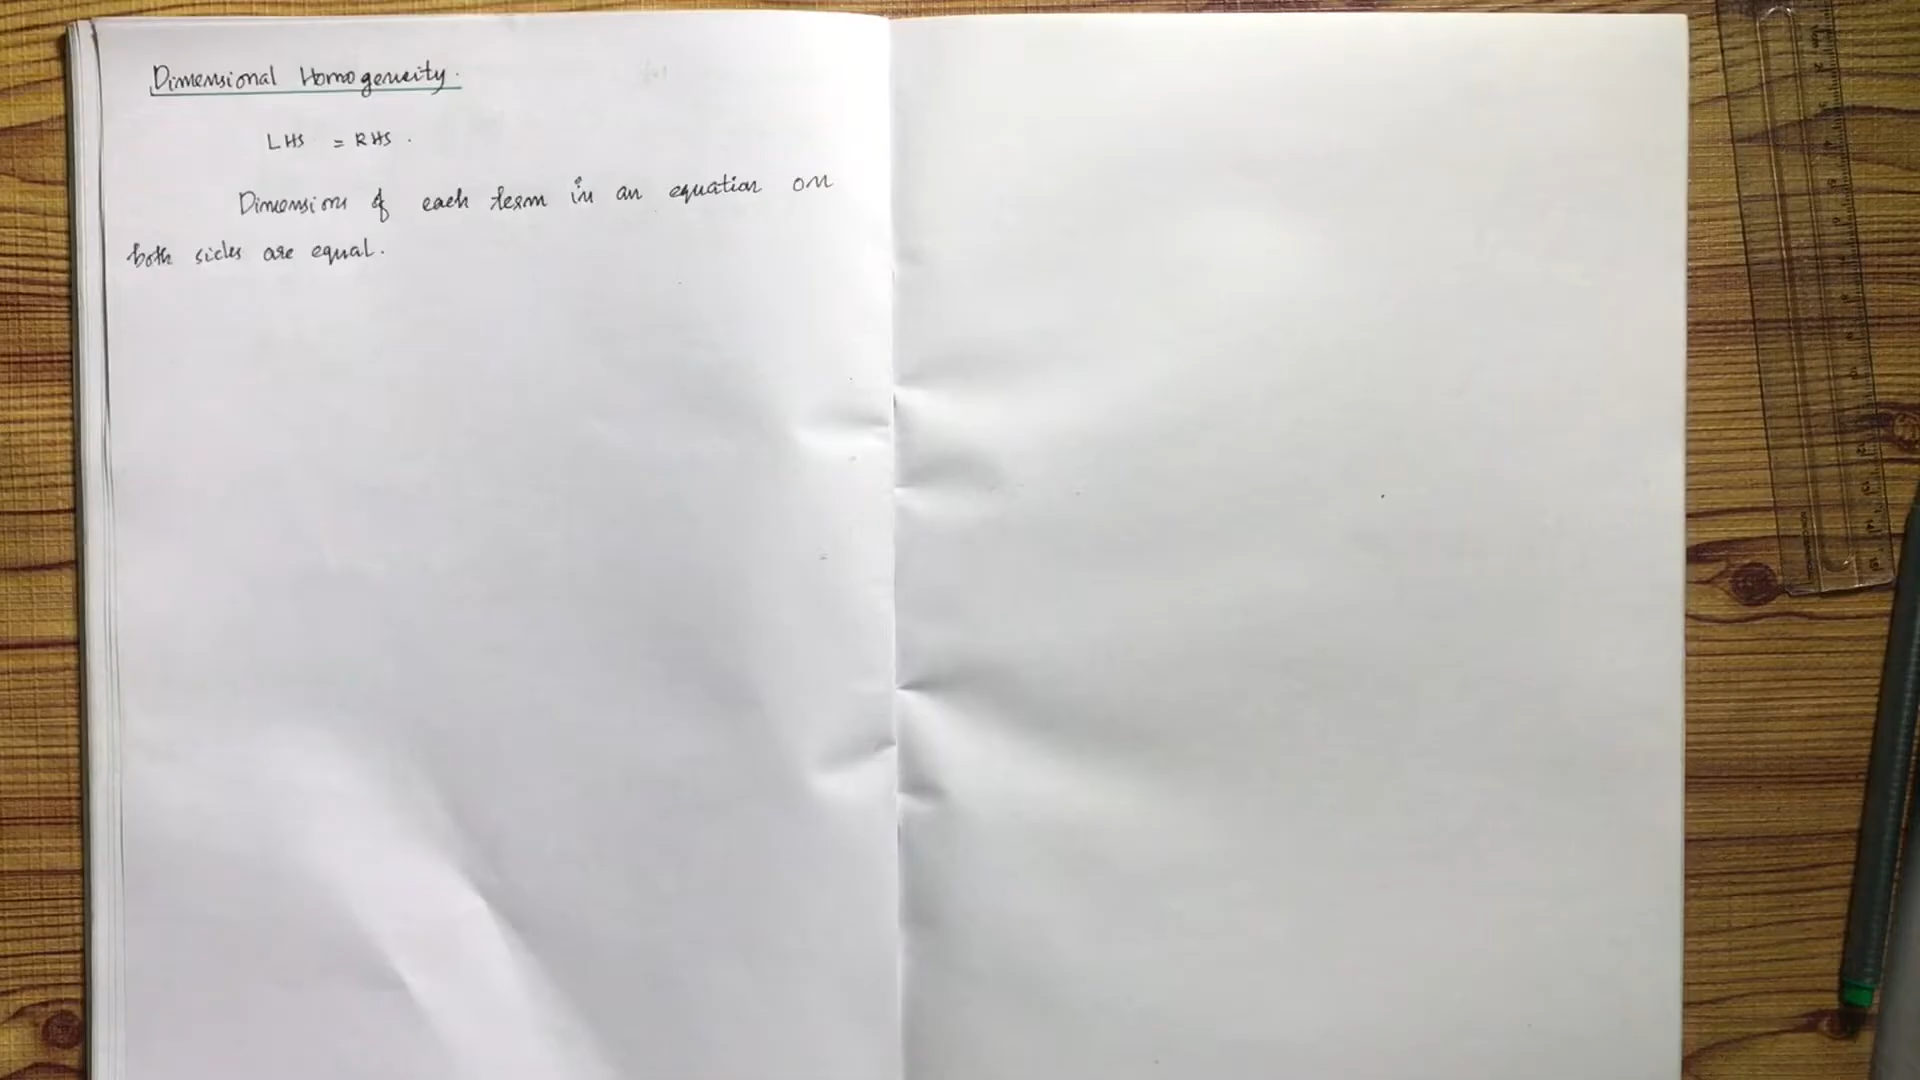 Dimensional Homogeneity.
LHS = RHS.
Dimensions of each term in an equation on
both sides are equal.